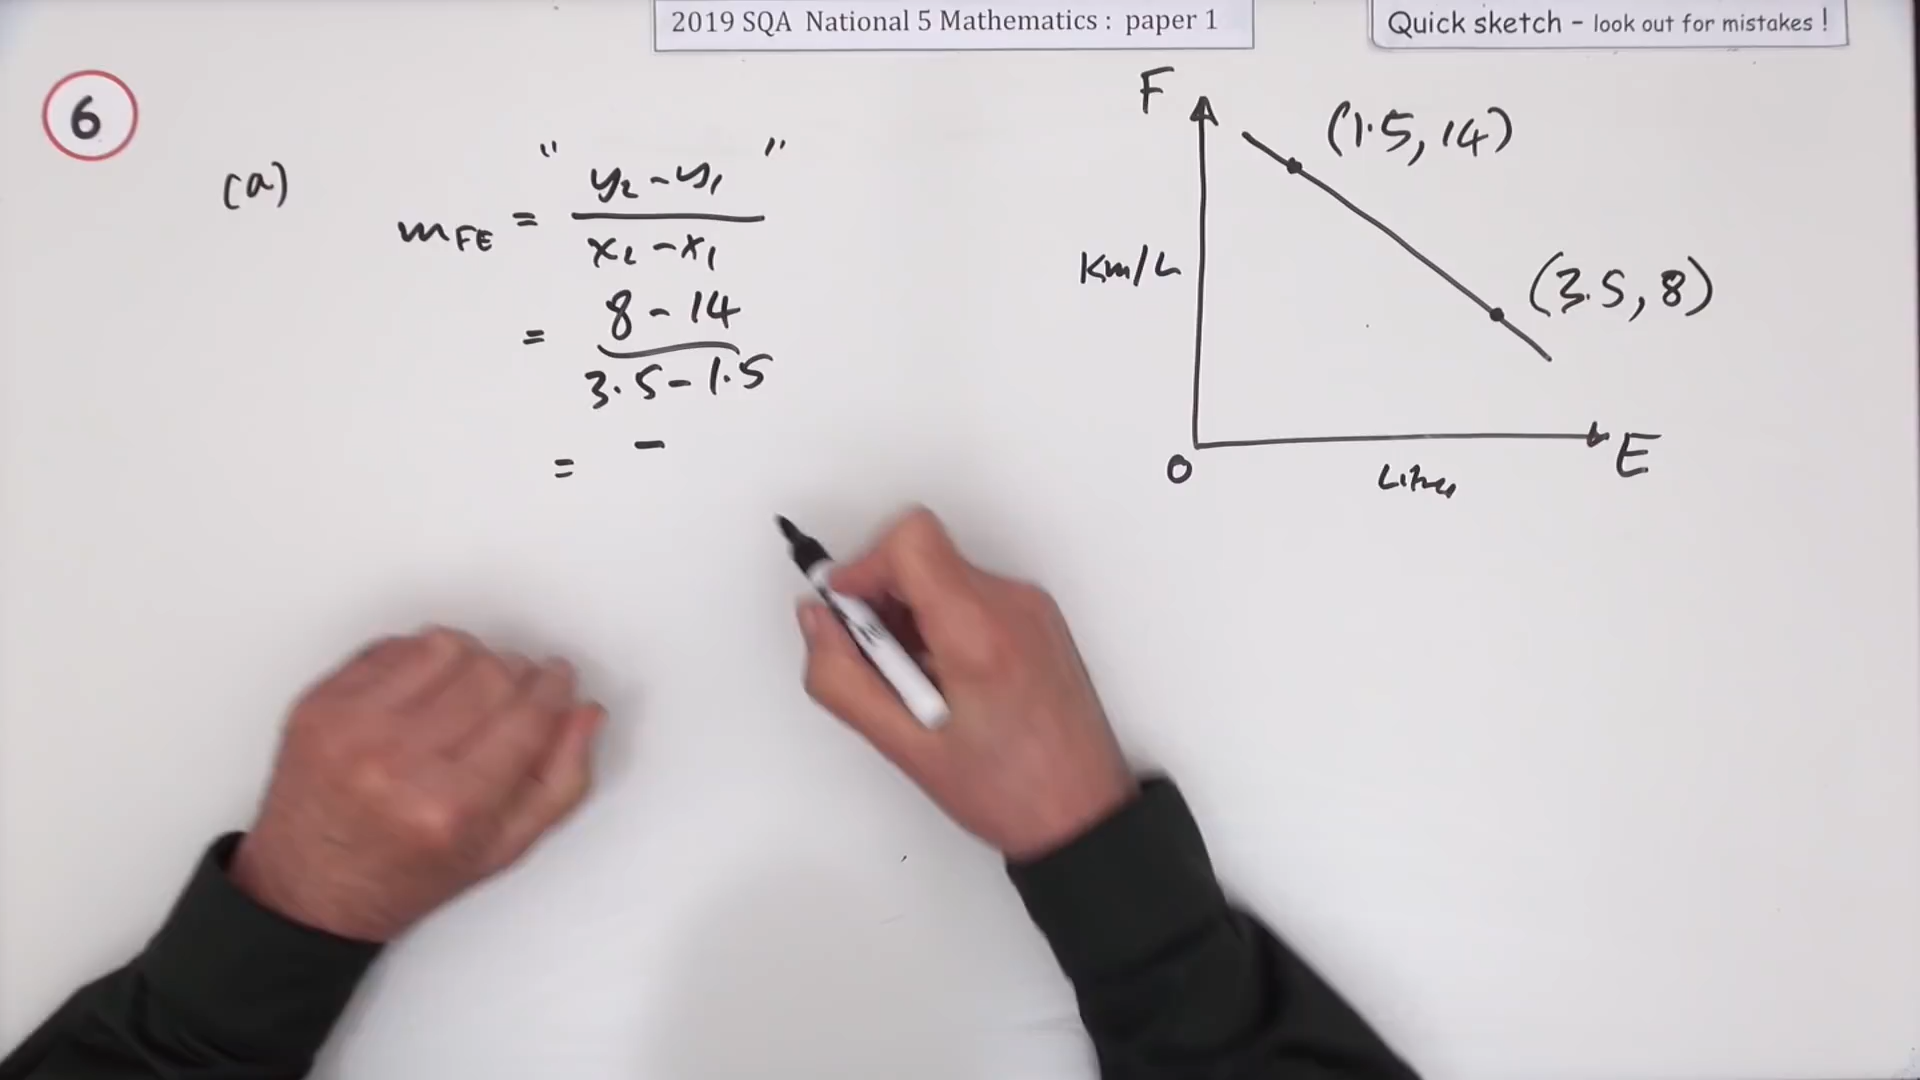 2019 SQA National 5 Mathematics : paper 1
Quick sketch - look out for mistakes !
6
(a)
" y₂ - y₁ "
m_FE = ―
x₂ - x₁
= 8 - 14
3.5 - 1.5
= -
F
(1.5, 14)
Km/L
(3.5, 8)
O
Litres
E